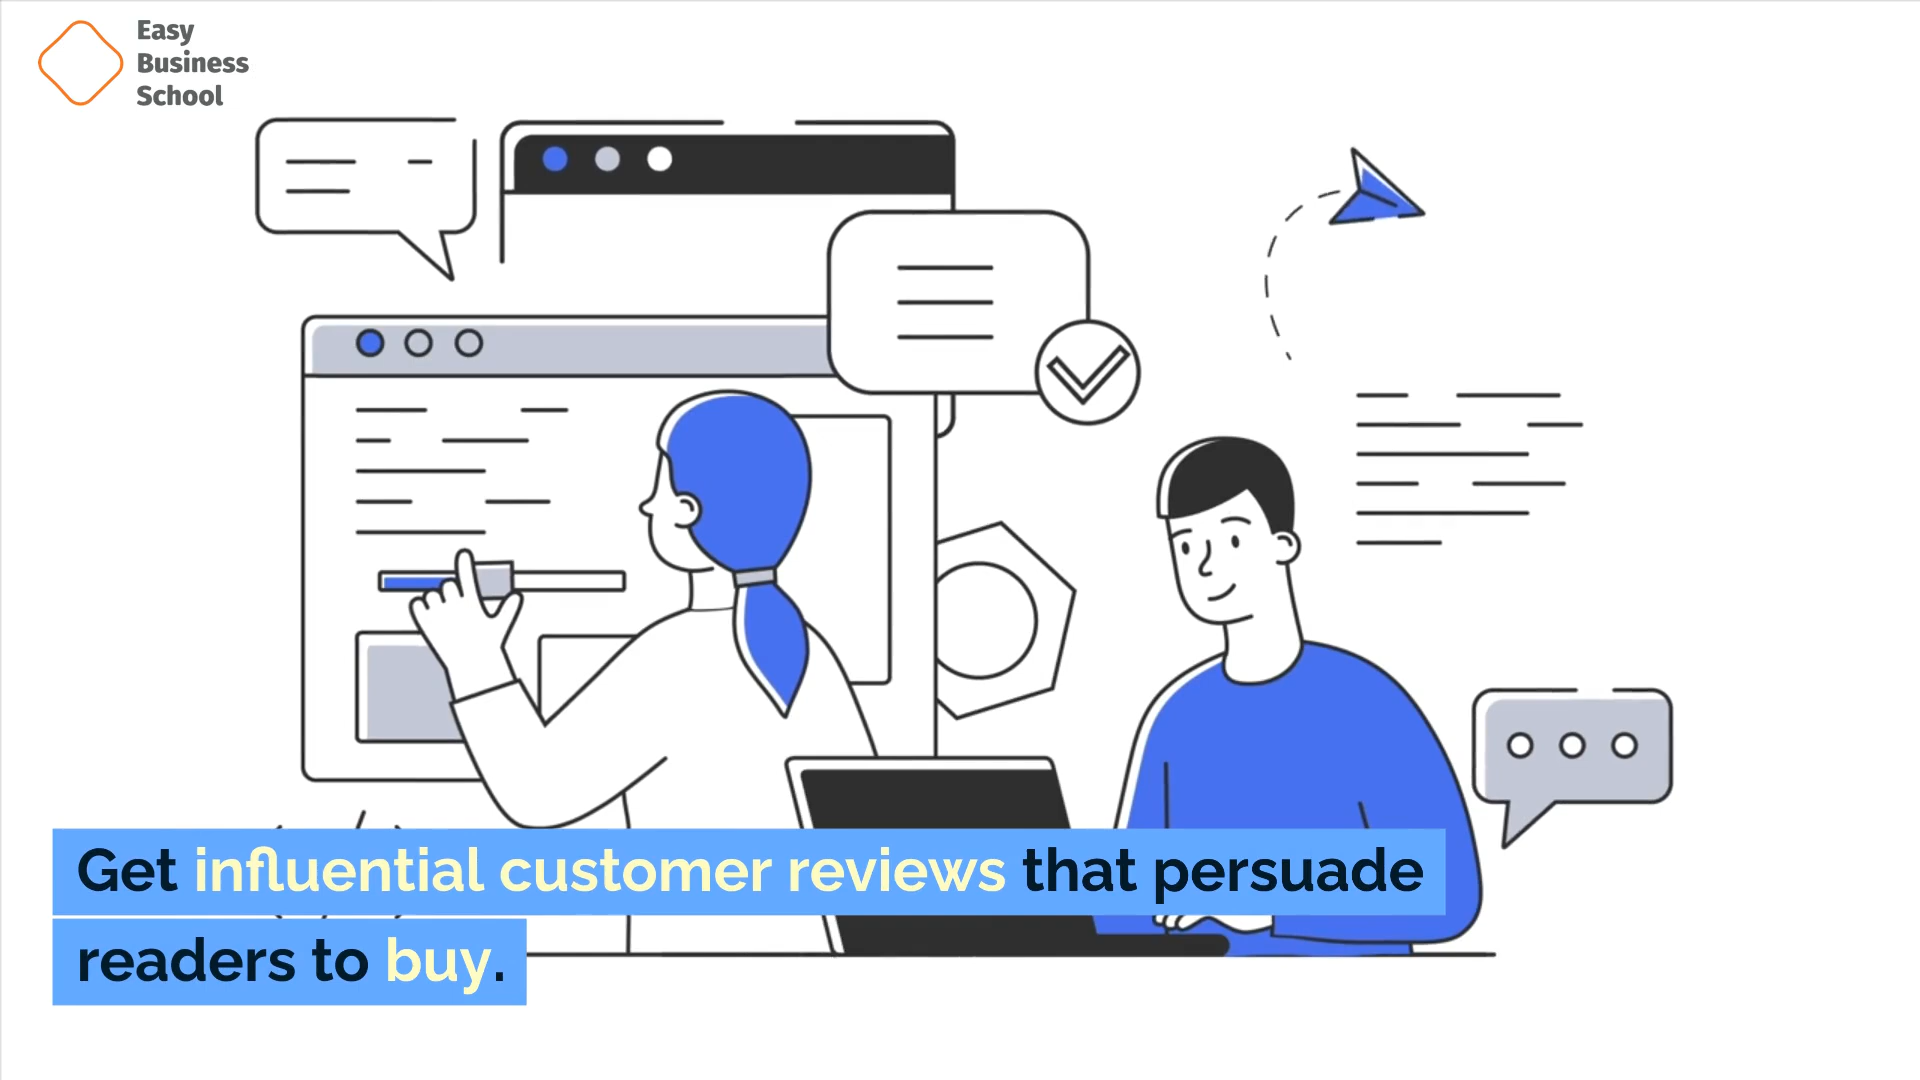 Easy
Business
School
Get influential customer reviews that persuade
readers to buy.